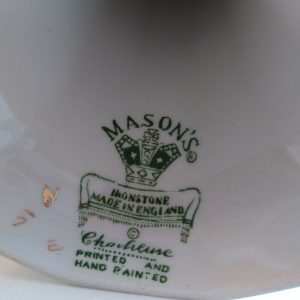 MASON'S®
IRONSTONE
MADE IN ENGLAND
©
Chartreuse
PRINTED AND
HAND PAINTED